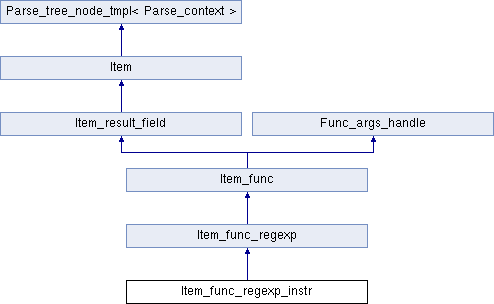 Parse_tree_node_tmpl< Parse_context >
Item
Item_result_field
Func_args_handle
Item_func
Item_func_regexp
Item_func_regexp_instr